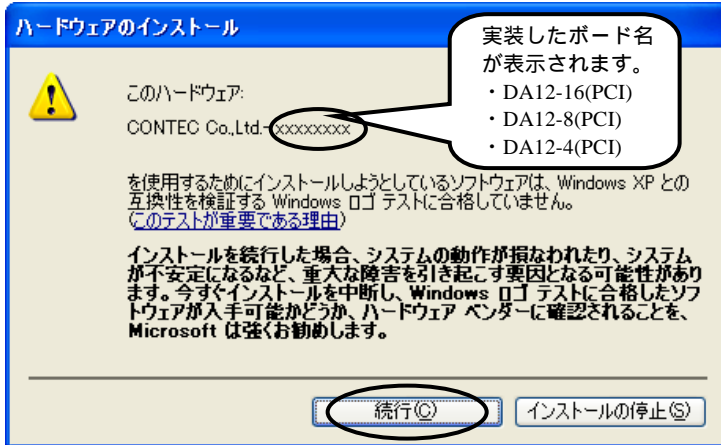 ハードウェアのインストール
実装したボード名
が表示されます。
・DA12-16(PCI)
・DA12-8(PCI)
・DA12-4(PCI)
このハードウェア:
CONTEC Co.,Ltd.-xxxxxxxx
を使用するためにインストールしようとしているソフトウェアは、Windows XP との
互換性を検証する Windows ロゴ テストに合格していません。
(このテストが重要である理由)
インストールを続行した場合、システムの動作が損なわれたり、システム
が不安定になるなど、重大な障害を引き起こす要因となる可能性があり
ます。今すぐインストールを中断し、Windows ロゴ テストに合格したソフ
トウェアが入手可能かどうか、ハードウェア ベンダーに確認されることを、
Microsoft は強くお勧めします。
続行(C)
インストールの停止(S)